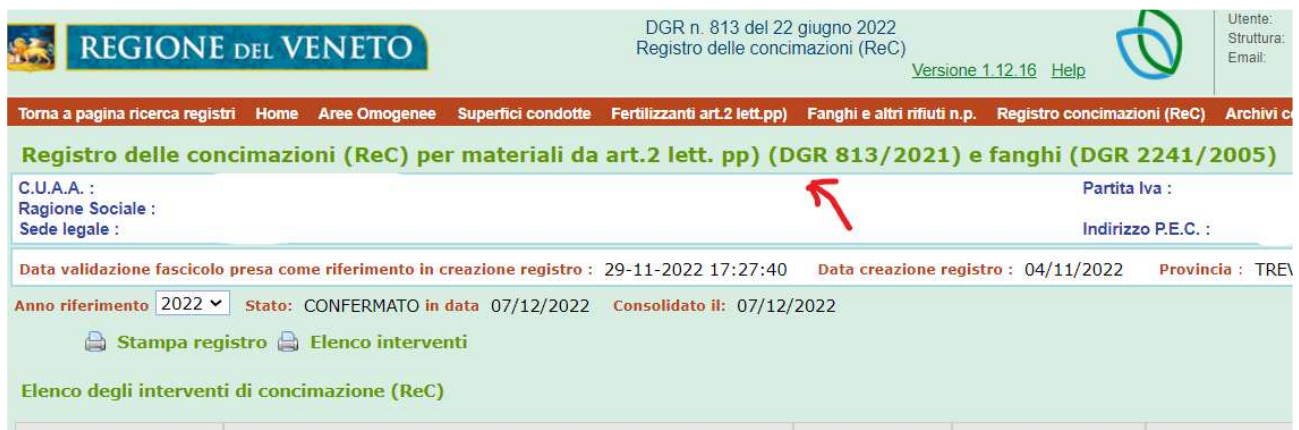 REGIONE DEL VENETO
DGR n. 813 del 22 giugno 2022
Registro delle concimazioni (ReC)
Versione 1.12.16 Help
Utente:
Struttura:
Email:
Torna a pagina ricerca registri Home Aree Omogenee Superfici condotte Fertilizzanti art.2 lett.pp) Fanghi e altri rifiuti n.p. Registro concimazioni (ReC) Archivi
Registro delle concimazioni (ReC) per materiali da art.2 lett. pp) (DGR 813/2021) e fanghi (DGR 2241/2005)
C.U.A.A. :
Partita Iva :
Ragione Sociale :
Sede legale :
Indirizzo P.E.C. :
Data validazione fascicolo presa come riferimento in creazione registro : 29-11-2022 17:27:40 Data creazione registro : 04/11/2022 Provincia : TREV
Anno riferimento 2022 Stato: CONFERMATO in data 07/12/2022 Consolidato il: 07/12/2022
Stampa registro Elenco interventi
Elenco degli interventi di concimazione (ReC)